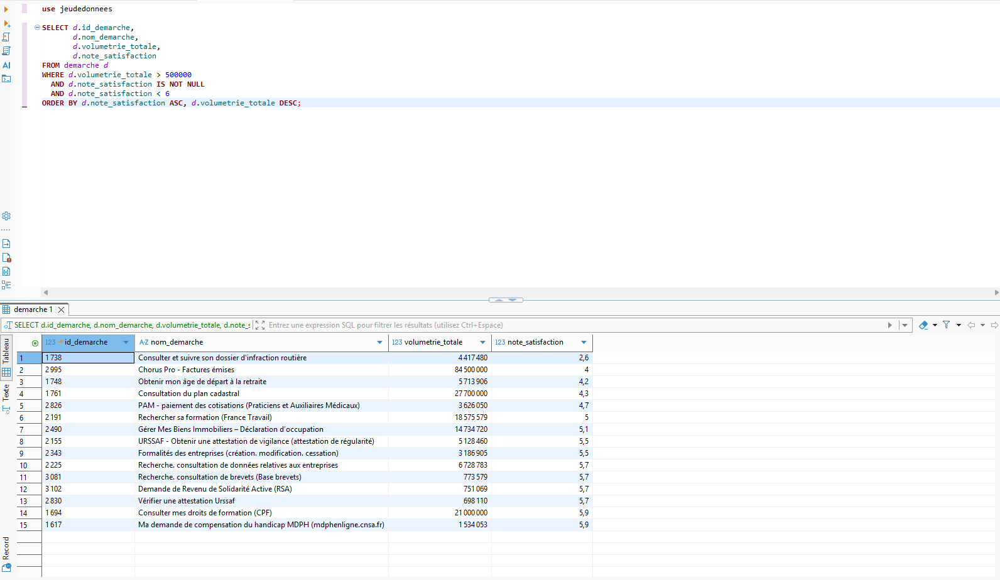 use jeudedonnees
SELECT d.id_demarche,
d.nom_demarche,
d.volumetrie_totale,
d.note_satisfaction
FROM demarche d
WHERE d.volumetrie_totale > 500000
AND d.note_satisfaction IS NOT NULL
AND d.note_satisfaction < 6
ORDER BY d.note_satisfaction ASC, d.volumetrie_totale DESC;
AI
demarche 1
SELECT d.id_demarche, d.nom_demarche, d.volumetrie_totale, d.note_s Entrez une expression SQL pour filtrer les résultats (utilisez Ctrl+Espace)
Tableau
Texte
Record
123 id_demarche A-Z nom_demarche 123 volumetrie_totale 123 note_satisfaction
1 1 738 Consulter et suivre son dossier d'infraction routière 4 417 480 2,6
2 2 995 Chorus Pro - Factures émises 84 500 000 4
3 1 748 Obtenir mon âge de départ à la retraite 5 713 906 4,2
4 1 761 Consultation du plan cadastral 27 700 000 4,3
5 2 826 PAM - paiement des cotisations (Praticiens et Auxiliaires Médicaux) 3 626 050 4,7
6 2 191 Rechercher sa formation (France Travail) 18 575 579 5
7 2 490 Gérer Mes Biens Immobiliers – Déclaration d’occupation 14 734 720 5,1
8 2 155 URSSAF - Obtenir une attestation de vigilance (attestation de régularité) 5 128 460 5,5
9 2 343 Formalités des entreprises (création. modification. cessation) 3 186 905 5,5
10 2 225 Recherche. consultation de données relatives aux entreprises 6 728 783 5,7
11 3 081 Recherche. consultation de brevets (Base brevets) 773 579 5,7
12 3 102 Demande de Revenu de Solidarité Active (RSA) 751 069 5,7
13 2 830 Vérifier une attestation Urssaf 698 110 5,7
14 1 694 Consulter mes droits de formation (CPF) 21 000 000 5,9
15 1 617 Ma demande de compensation du handicap MDPH (mdphenligne.cnsa.fr) 1 534 053 5,9